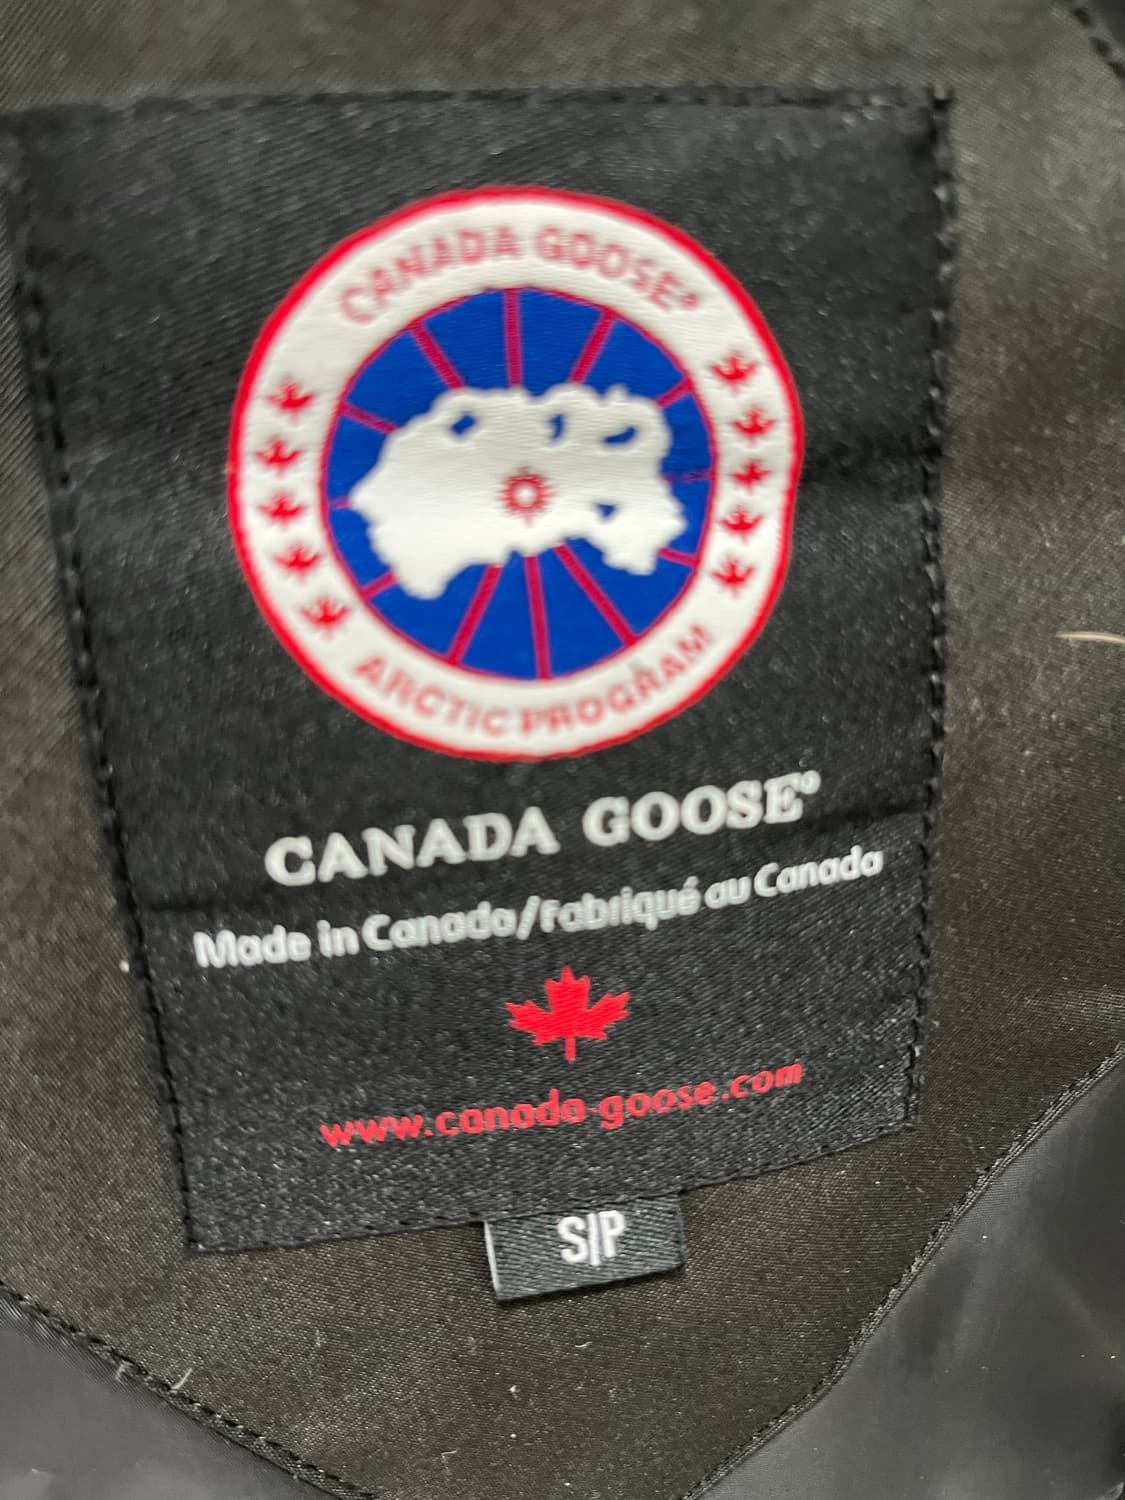 CANADA GOOSE®
ARCTIC PROGRAM
CANADA GOOSE®
Made in Canada/Fabriqué au Canada
www.canada-goose.com
S/P